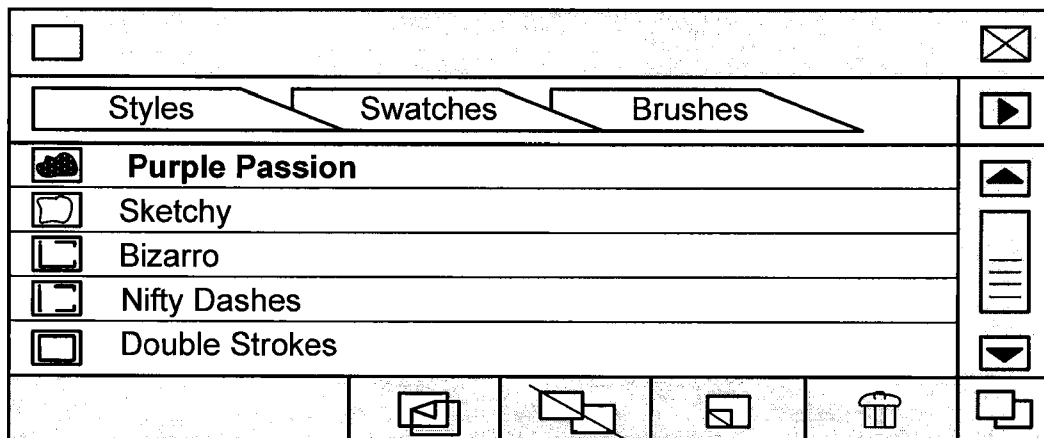 Styles Swatches Brushes
Purple Passion
Sketchy
Bizarro
Nifty Dashes
Double Strokes